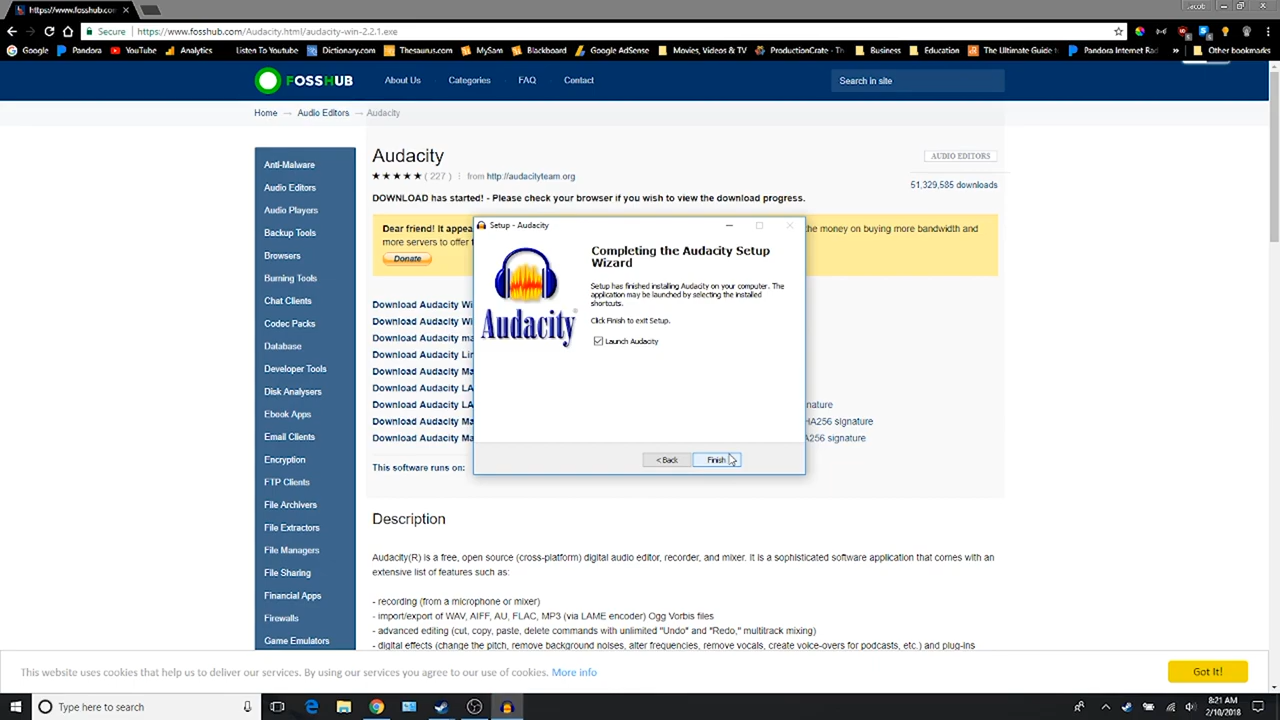 https://www.fosshub.com
Jacob
Secure
https://www.fosshub.com/Audacity.html/audacity-win-2.2.1.exe
Google
Pandora
YouTube
Analytics
Listen To Youtube
Dictionary.com
Thesaurus.com
MySam
Blackboard
Google AdSense
Movies, Videos & TV
ProductionCrate - Th
Business
Education
The Ultimate Guide
Pandora Internet Rad
»
Other bookmarks
FOSSHUB
About Us
Categories
FAQ
Contact
Search in site
Home → Audio Editors → Audacity
Anti-Malware
Audio Editors
Audio Players
Backup Tools
Browsers
Burning Tools
Chat Clients
Codec Packs
Database
Developer Tools
Disk Analysers
Ebook Apps
Email Clients
Encryption
FTP Clients
File Archivers
File Extractors
File Managers
File Sharing
Financial Apps
Firewalls
Game Emulators
Audacity
AUDIO EDITORS
★★★★★ ( 227 ) | from http://audacityteam.org
51,329,585 downloads
DOWNLOAD has started! - Please check your browser if you wish to view the download progress.
Dear friend! It appea
the money on buying more bandwidth and
more servers to offer
Donate
Download Audacity Wi
Download Audacity Wi
Download Audacity ma
Download Audacity Lin
Download Audacity Ma
Download Audacity LA
Download Audacity LA
nature
Download Audacity Ma
HA256 signature
Download Audacity Ma
A256 signature
This software runs on:
Setup - Audacity
Audacity
Completing the Audacity Setup
Wizard
Setup has finished installing Audacity on your computer. The
application may be launched by selecting the installed
shortcuts.
Click Finish to exit Setup.
Launch Audacity
< Back
Finish
Description
Audacity(R) is a free, open source (cross-platform) digital audio editor, recorder, and mixer. It is a sophisticated software application that comes with an
extensive list of features such as:
- recording (from a microphone or mixer)
- import/export of WAV, AIFF, AU, FLAC, MP3 (via LAME encoder) Ogg Vorbis files
- advanced editing (cut, copy, paste, delete commands with unlimited "Undo" and "Redo," multitrack mixing)
- digital effects (change the pitch, remove background noises, alter frequencies, remove vocals, create voice-overs for podcasts, etc.) and plug-ins
This website uses cookies that help us to deliver our services. By using our services you agree to our use of cookies. More info
Got It!
Type here to search
8:21 AM
2/10/2018